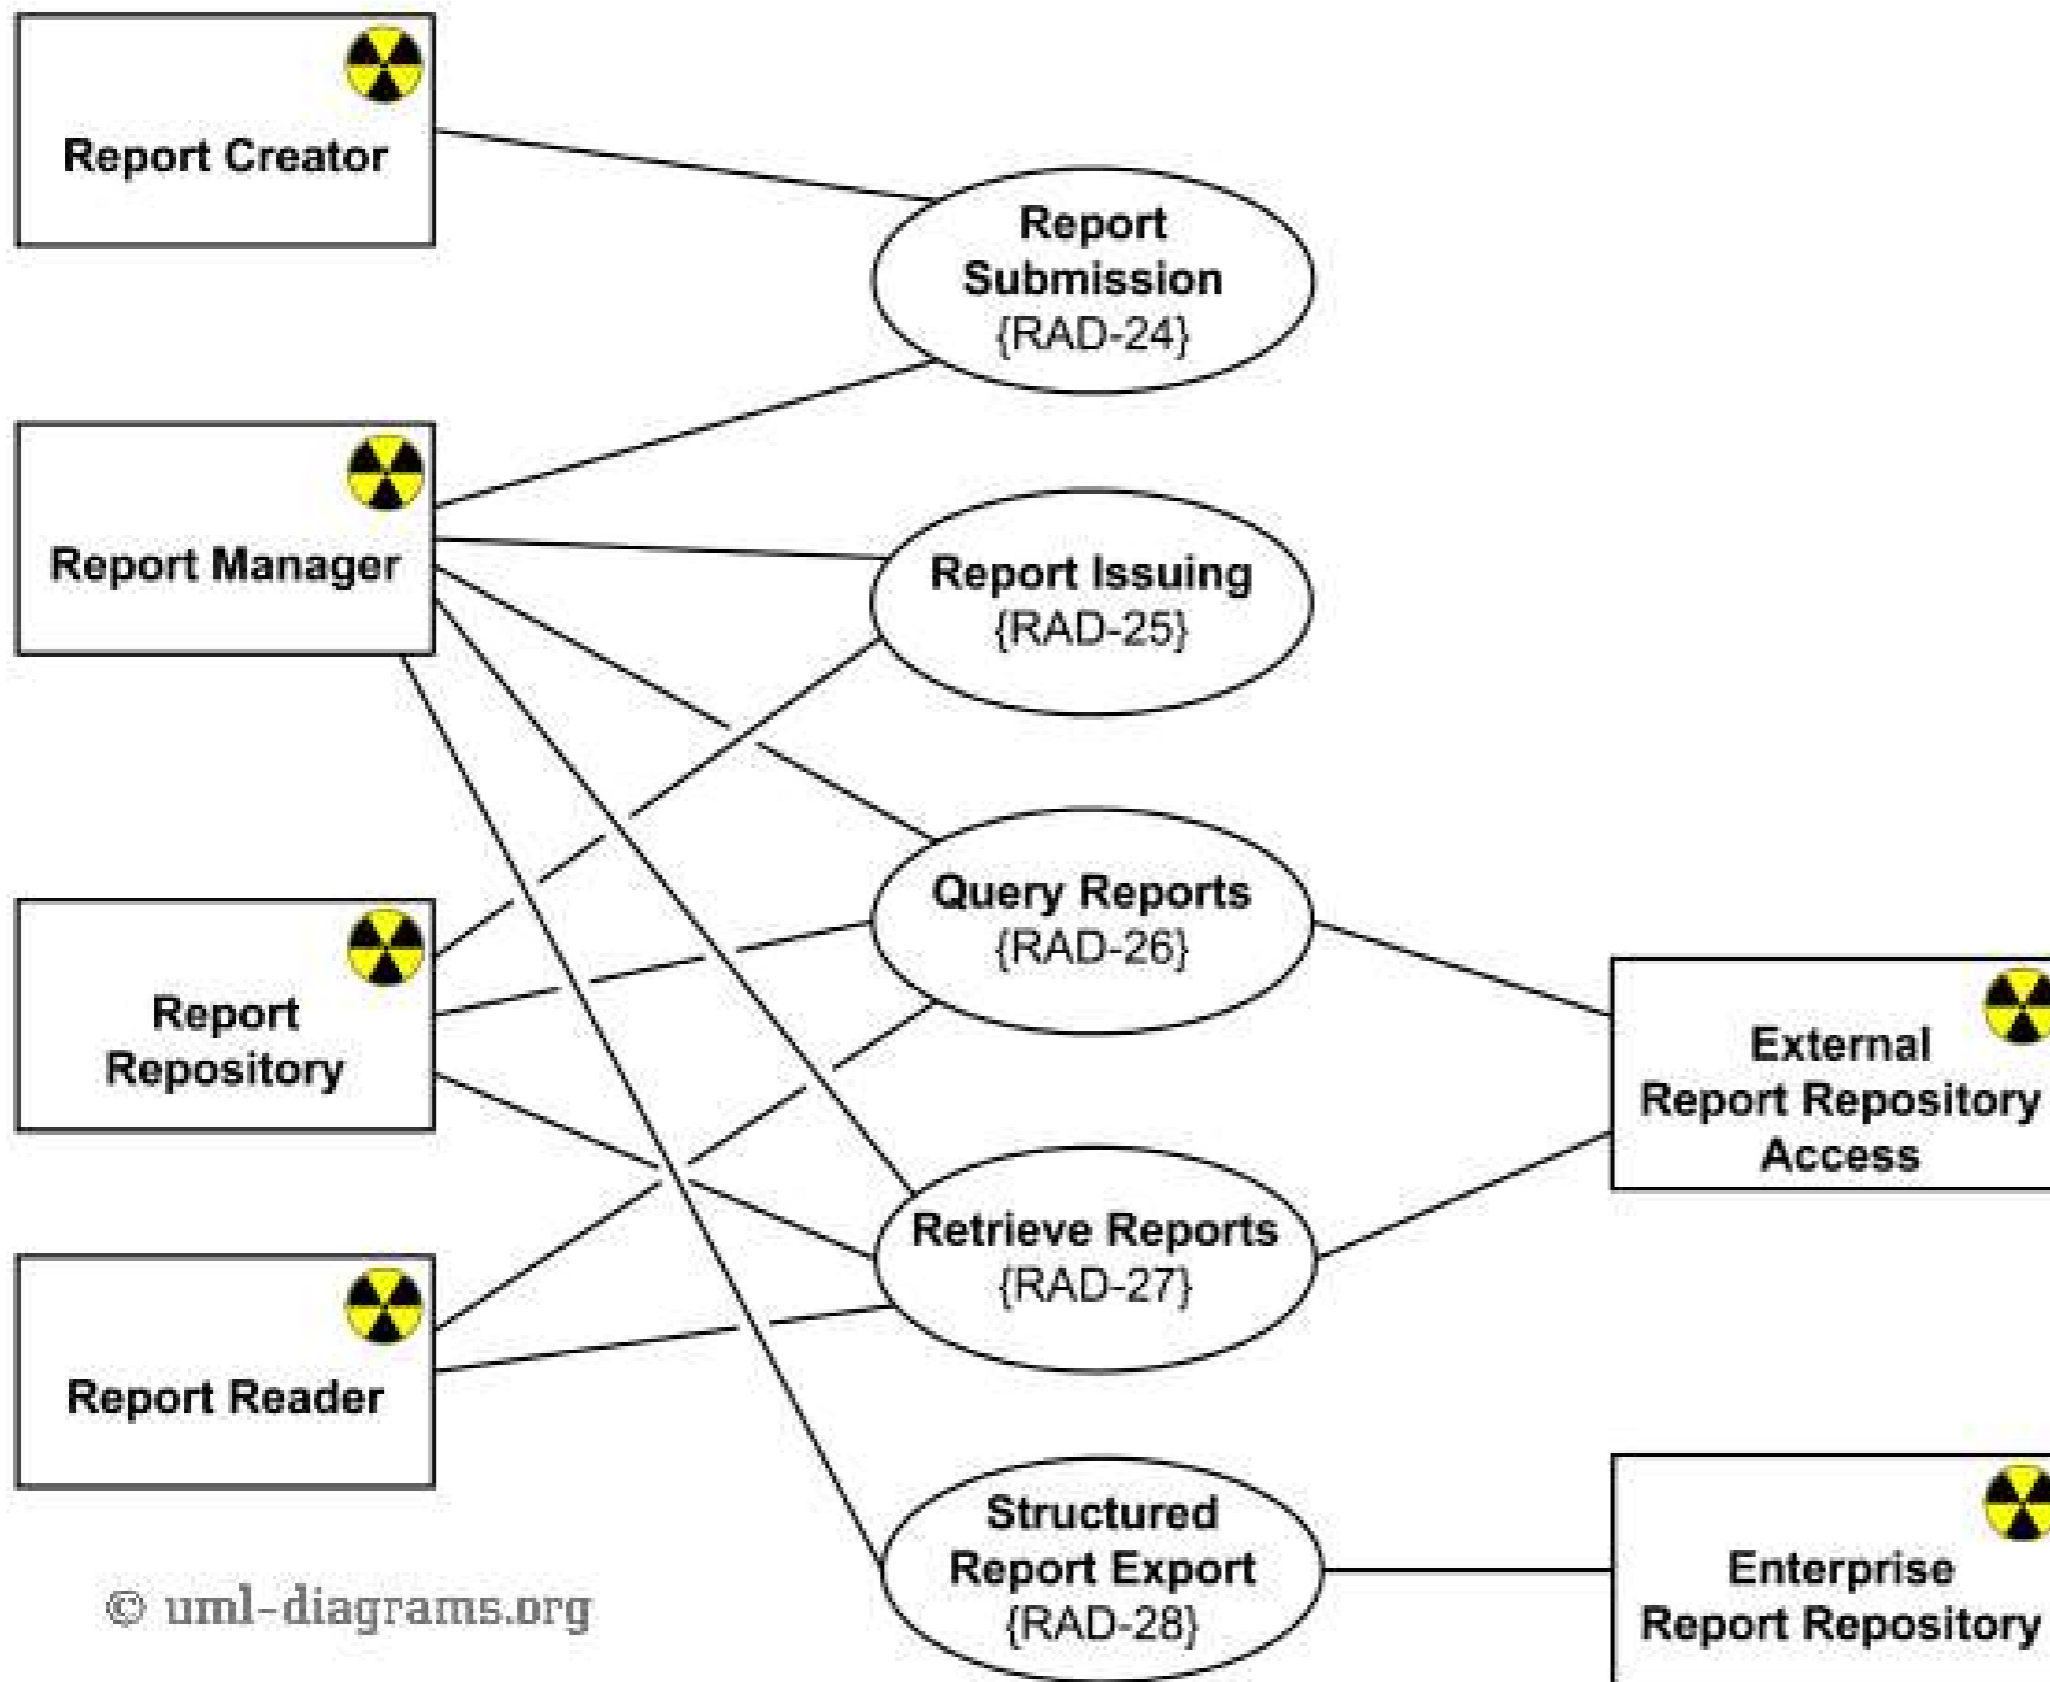 Report Creator
Report
Submission
{RAD-24}
Report Manager
Report Issuing
{RAD-25}
Query Reports
{RAD-26}
Report
Repository
External
Report Repository
Access
Retrieve Reports
{RAD-27}
Report Reader
Structured
Report Export
{RAD-28}
Enterprise
Report Repository
© uml-diagrams.org